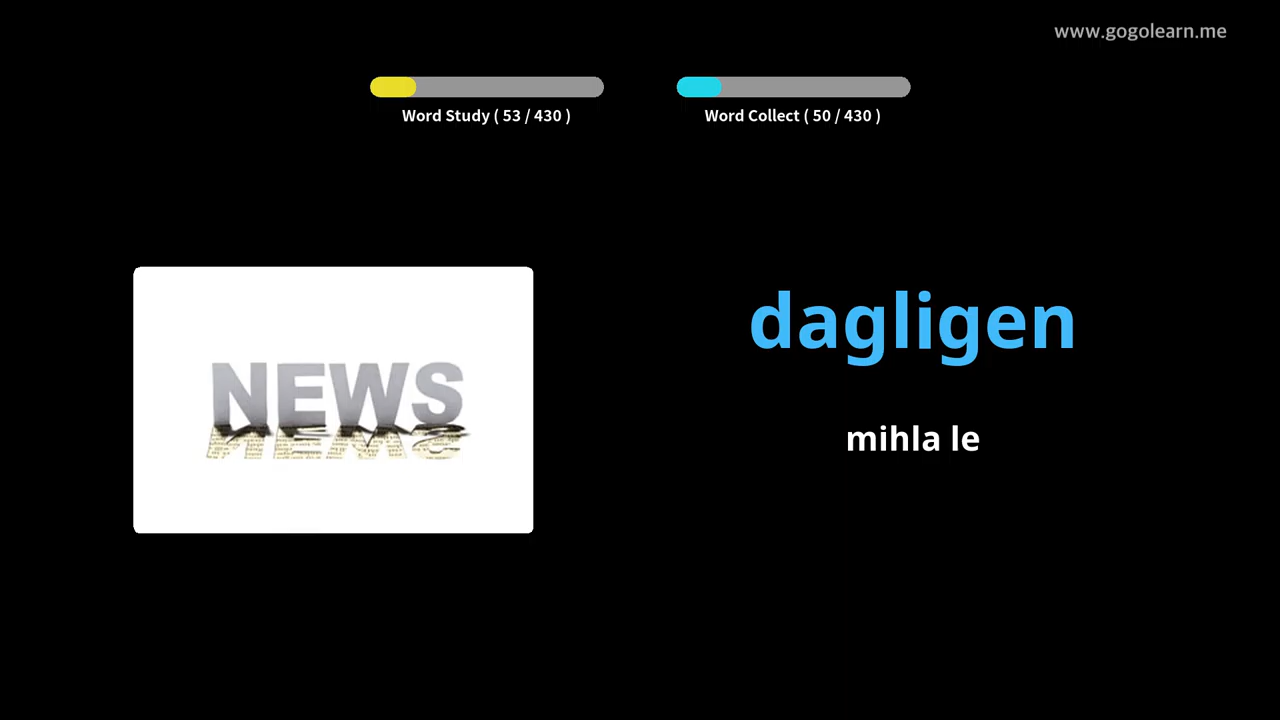 www.gogolearn.me
Word Study ( 53 / 430 )
Word Collect ( 50 / 430 )
NEWS
dagligen
mihla le